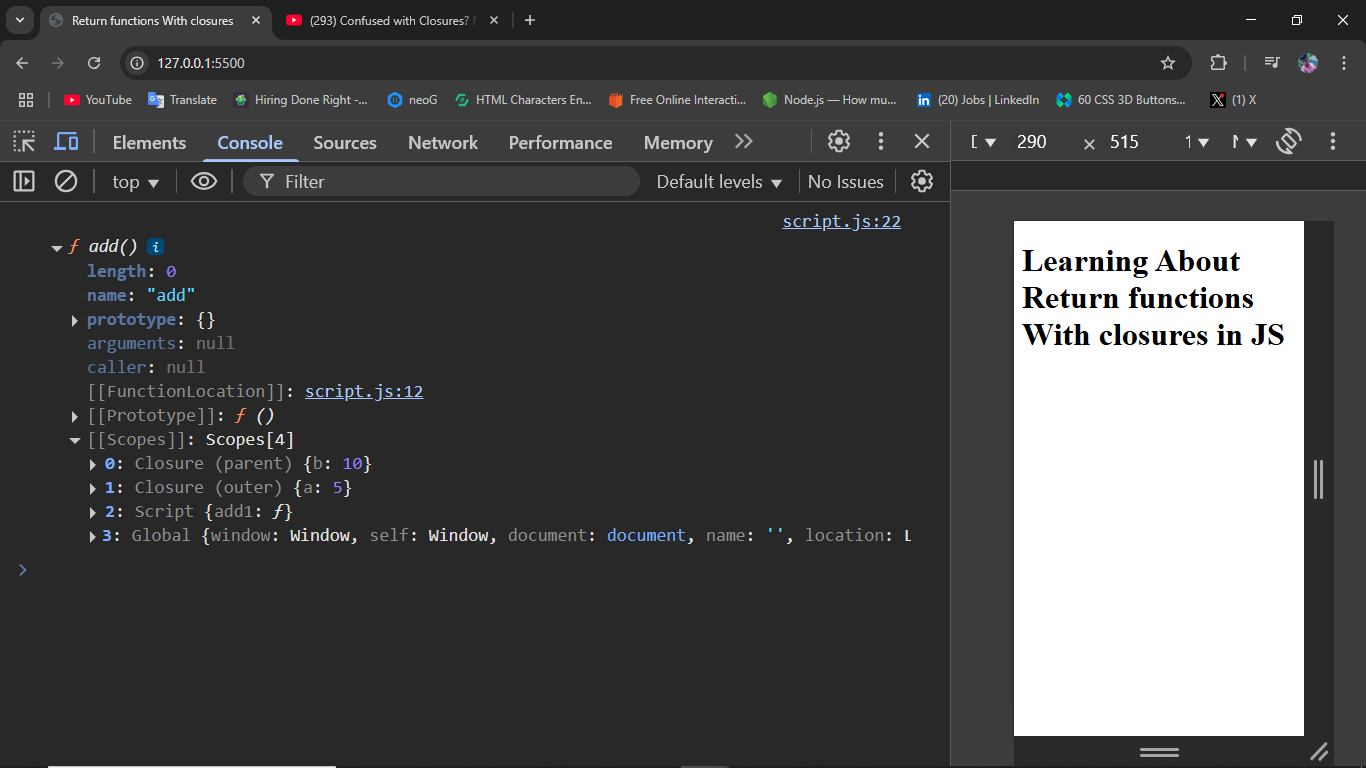 Return functions With closures
(293) Confused with Closures?
127.0.0.1:5500
YouTube Translate Hiring Done Right -... neoG HTML Characters En... Free Online Interacti... Node.js — How mu... (20) Jobs | LinkedIn 60 CSS 3D Buttons... (1) X
Elements Console Sources Network Performance Memory
290 × 515
top Filter Default levels No Issues
script.js:22
ƒ add() i
length: 0
name: "add"
prototype: {}
arguments: null
caller: null
[[FunctionLocation]]: script.js:12
[[Prototype]]: ƒ ()
[[Scopes]]: Scopes[4]
0: Closure (parent) {b: 10}
1: Closure (outer) {a: 5}
2: Script {add1: ƒ}
3: Global {window: Window, self: Window, document: document, name: '', location: L
Learning About
Return functions
With closures in JS